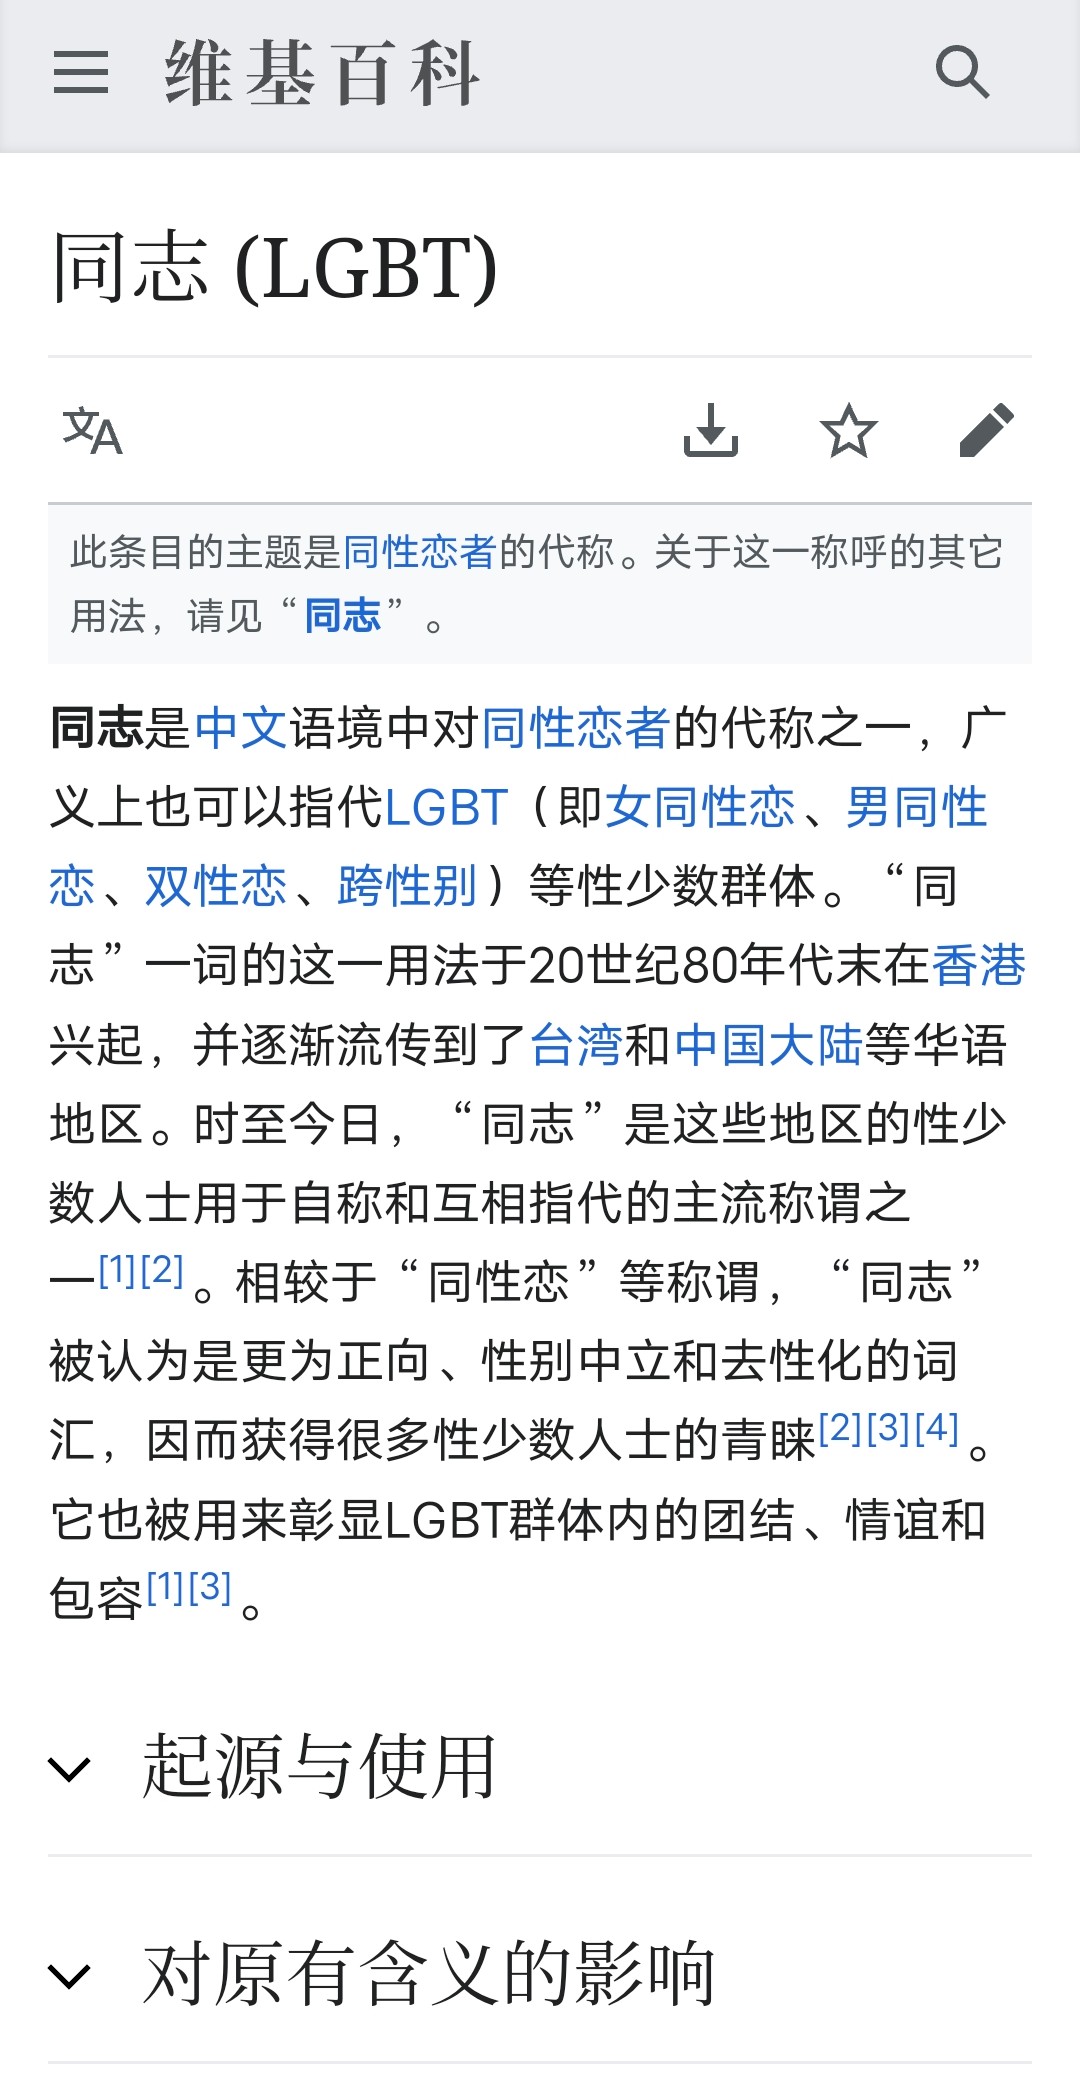 维基百科
同志 (LGBT)
此条目的主题是同性恋者的代称。关于这一称呼的其它
用法，请见“同志”。
同志是中文语境中对同性恋者的代称之一，广
义上也可以指代LGBT（即女同性恋、男同性
恋、双性恋、跨性别）等性少数群体。“同
志”一词的这一用法于20世纪80年代末在香港
兴起，并逐渐流传到了台湾和中国大陆等华语
地区。时至今日，“同志”是这些地区的性少
数人士用于自称和互相指代的主流称谓之
一[1][2]。相较于“同性恋”等称谓，“同志”
被认为是更为正向、性别中立和去性化的词
汇，因而获得很多性少数人士的青睐[2][3][4]。
它也被用来彰显LGBT群体内的团结、情谊和
包容[1][3]。
起源与使用
对原有含义的影响